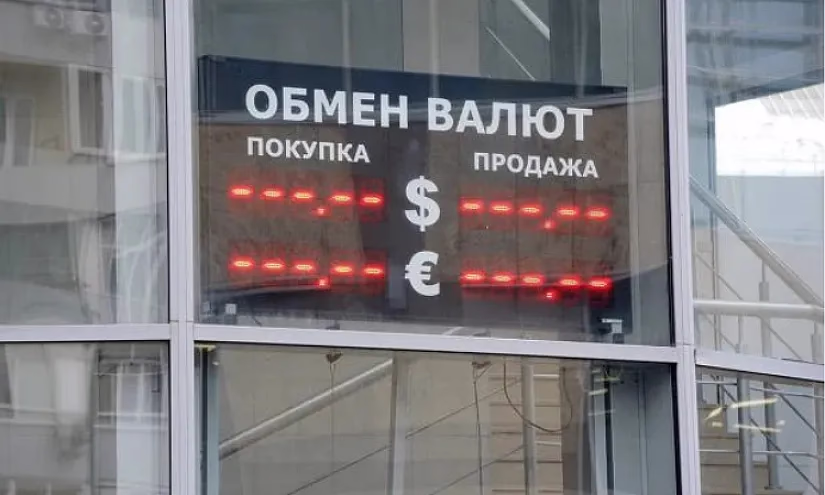 ОБМЕН ВАЛЮТ
ПОКУПКА ПРОДАЖА
---.-- $ ---.--
---.-- € ---.--